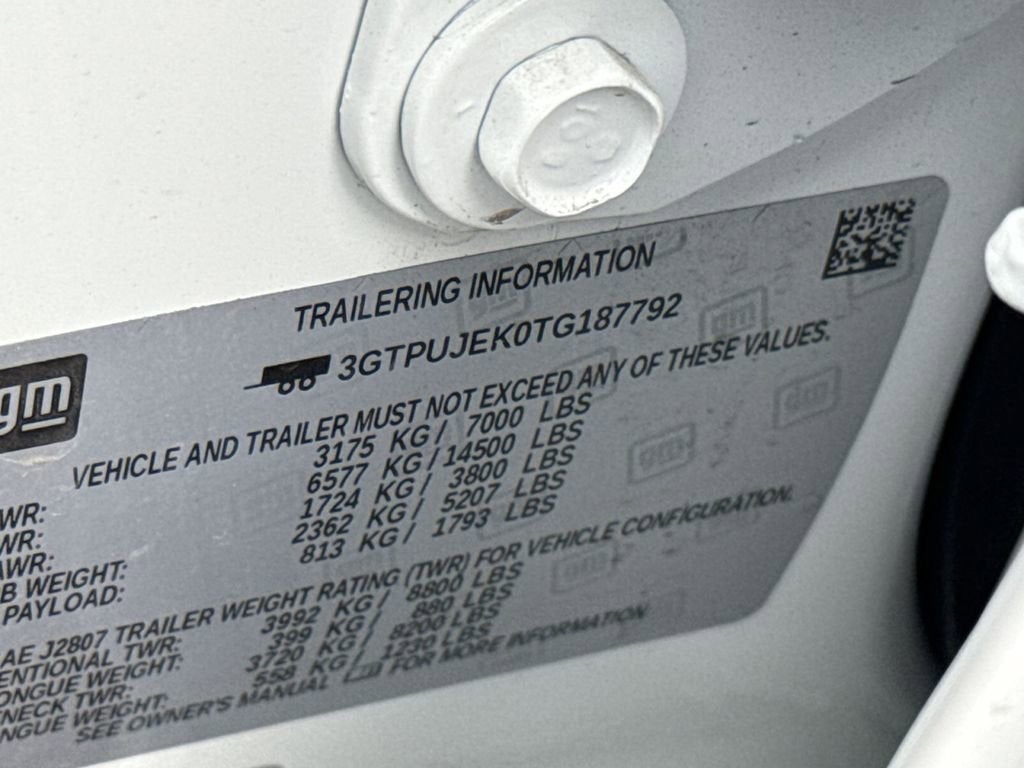 TRAILERING INFORMATION
gm
3GTPUJEK0TG187792
VEHICLE AND TRAILER MUST NOT EXCEED ANY OF THESE VALUES.
WR: 3175 KG / 7000 LBS
WR: 6577 KG / 14500 LBS
AWR: 1724 KG / 3800 LBS
B WEIGHT: 2362 KG / 5207 LBS
PAYLOAD: 813 KG / 1793 LBS
AE J2807 TRAILER WEIGHT RATING (TWR) FOR VEHICLE CONFIGURATION.
ENTIONAL TWR: 3992 KG / 8800 LBS
ONGUE WEIGHT: 399 KG / 880 LBS
NECK TWR: 3720 KG / 8200 LBS
NGUE WEIGHT: 558 KG / 1230 LBS
SEE OWNER'S MANUAL FOR MORE INFORMATION